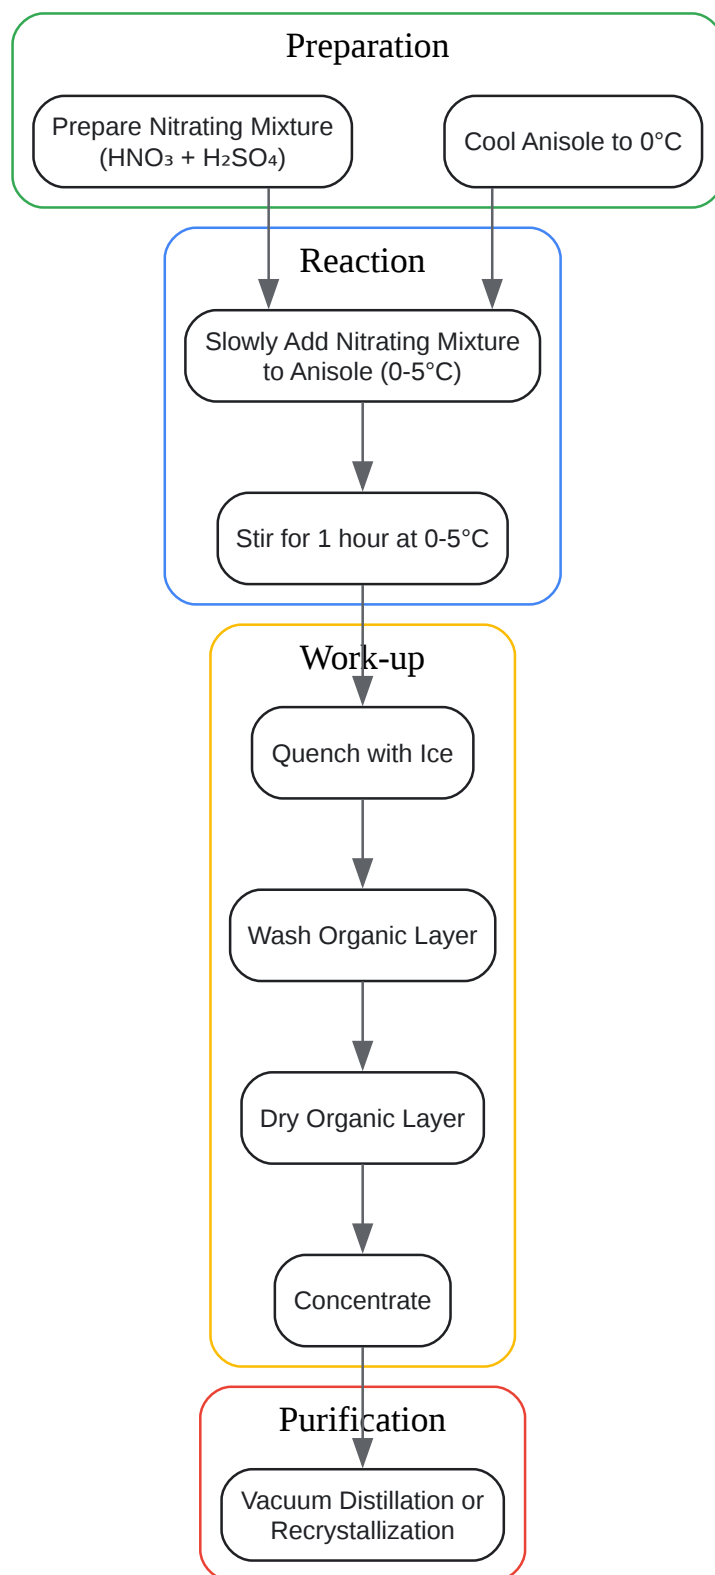 Preparation
Prepare Nitrating Mixture
(HNO₃ + H₂SO₄)
Cool Anisole to 0°C
Reaction
Slowly Add Nitrating Mixture
to Anisole (0-5°C)
Stir for 1 hour at 0-5°C
Work-up
Quench with Ice
Wash Organic Layer
Dry Organic Layer
Concentrate
Purification
Vacuum Distillation or
Recrystallization